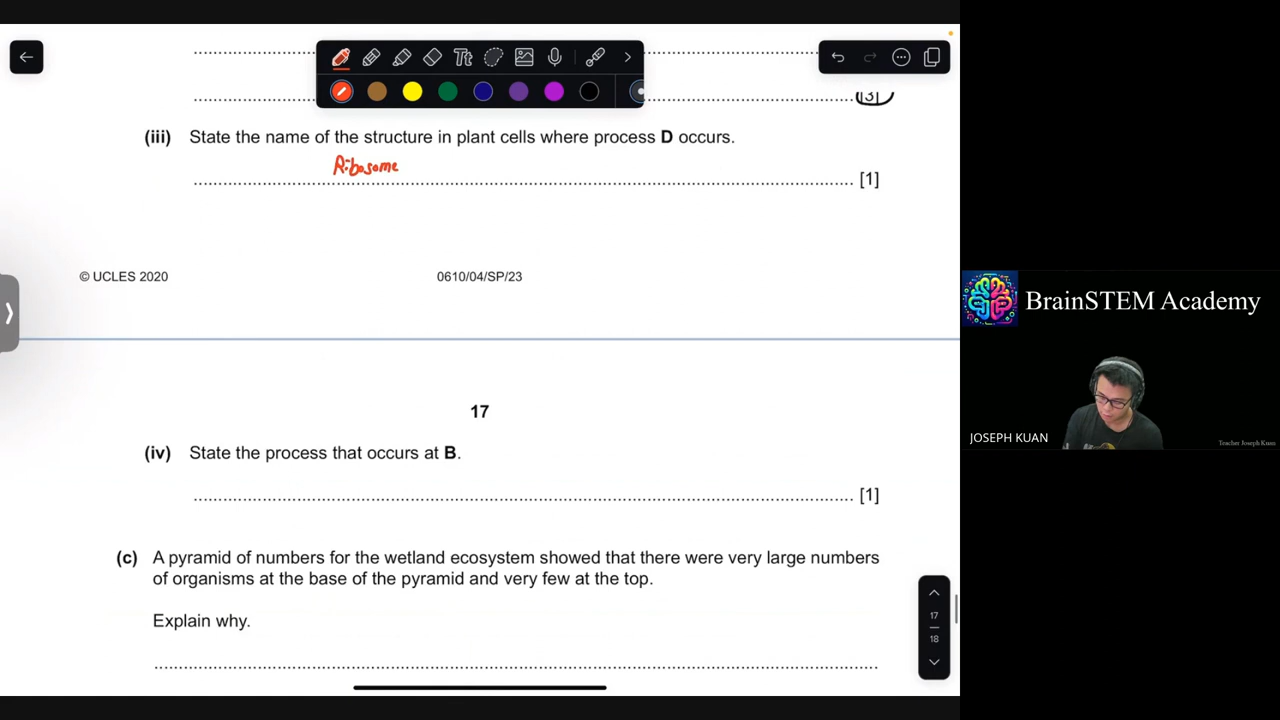 Tt
[3]
(iii) State the name of the structure in plant cells where process D occurs.
Ribosome
[1]
© UCLES 2020
0610/04/SP/23
17
(iv) State the process that occurs at B.
[1]
(c) A pyramid of numbers for the wetland ecosystem showed that there were very large numbers
of organisms at the base of the pyramid and very few at the top.
Explain why.
17
18
BrainSTEM Academy
JOSEPH KUAN
Teacher Joseph Kuan